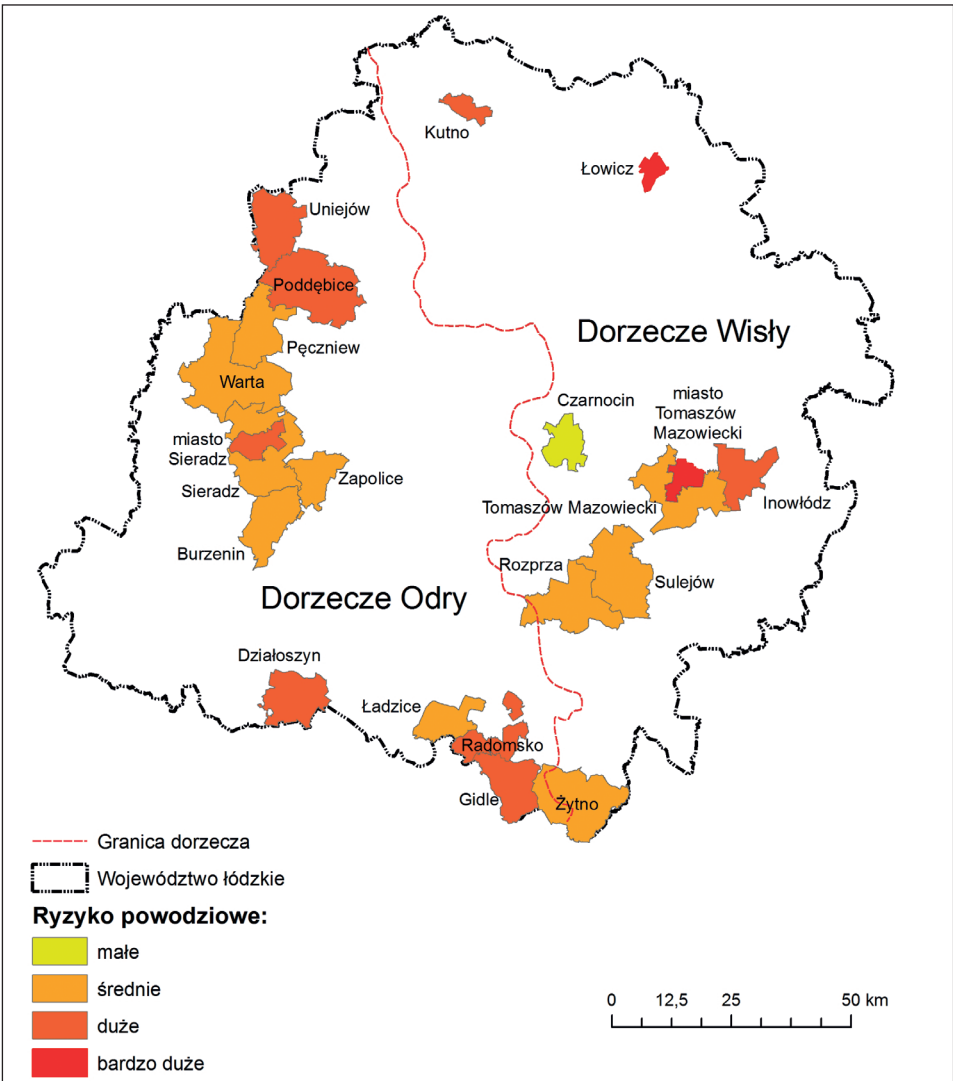 Kutno
Łowicz
Uniejów
Poddębice
Dorzecze Wisły
Pęczniew
Warta
Czarnocin
miasto
Tomaszów
Mazowiecki
miasto
Sieradz
Sieradz
Zapolice
Tomaszów Mazowiecki
Inowłódz
Burzenin
Rozprza
Sulejów
Dorzecze Odry
Działoszyn
Ładzice
Radomsko
Gidle
Żytno
Granica dorzecza
Województwo łódzkie
Ryzyko powodziowe:
małe
średnie
duże
bardzo duże
0 12,5 25 50 km